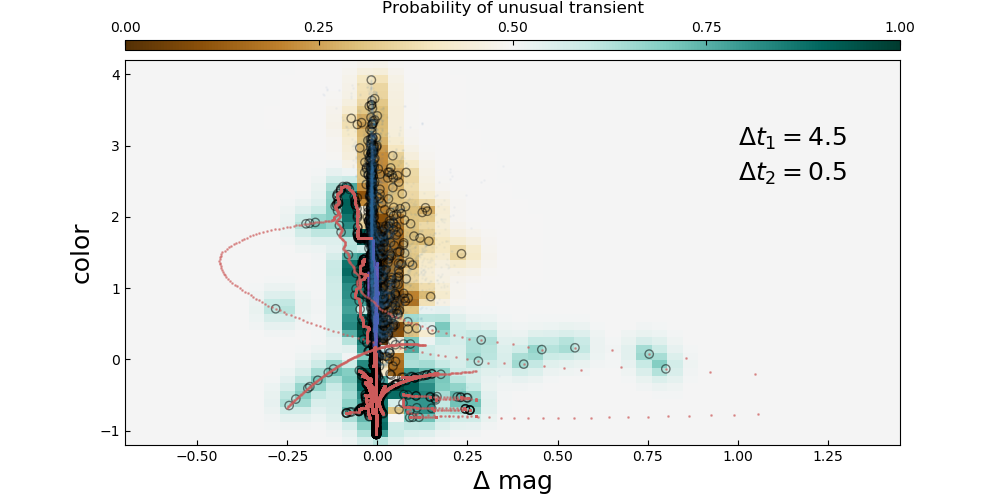 Probability of unusual transient
0.00 0.25 0.50 0.75 1.00
Δt₁ = 4.5
Δt₂ = 0.5
color
4
3
2
1
0
−1
−0.50 −0.25 0.00 0.25 0.50 0.75 1.00 1.25
Δ mag